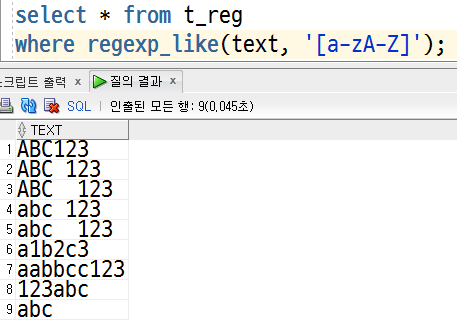 select * from t_reg
where regexp_like(text, '[a-zA-Z]');
스크립트 출력 × 질의 결과 ×
SQL | 인출된 모든 행: 9(0,045초)
TEXT
1 ABC123
2 ABC 123
3 ABC  123
4 abc 123
5 abc  123
6 a1b2c3
7 aabbcc123
8 123abc
9 abc